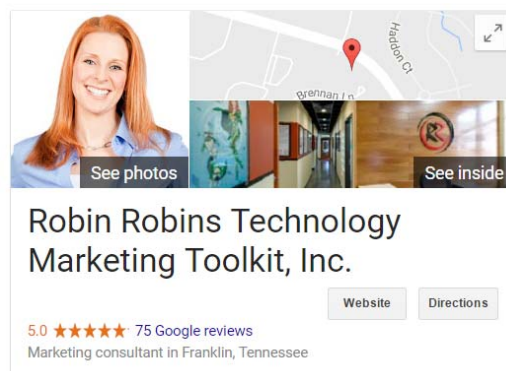 Haddon Ct
Brennan Ln
See photos
See inside
Robin Robins Technology
Marketing Toolkit, Inc.
Website
Directions
5.0 ★★★★★ 75 Google reviews
Marketing consultant in Franklin, Tennessee